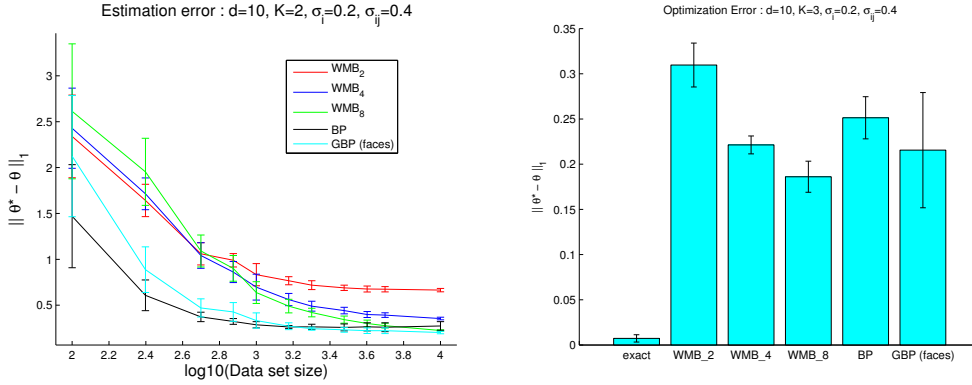 Estimation error : d=10, K=2, σi=0.2, σij=0.4
|| θ* - θ ||1
3
2.5
2
1.5
1
0.5
WMB2
WMB4
WMB8
BP
GBP (faces)
2 2.2 2.4 2.6 2.8 3 3.2 3.4 3.6 3.8 4
log10(Data set size)
Optimization Error : d=10, K=3, σi=0.2, σij=0.4
|| θ* - θ ||1
0.35
0.3
0.25
0.2
0.15
0.1
0.05
0
exact WMB_2 WMB_4 WMB_8 BP GBP (faces)